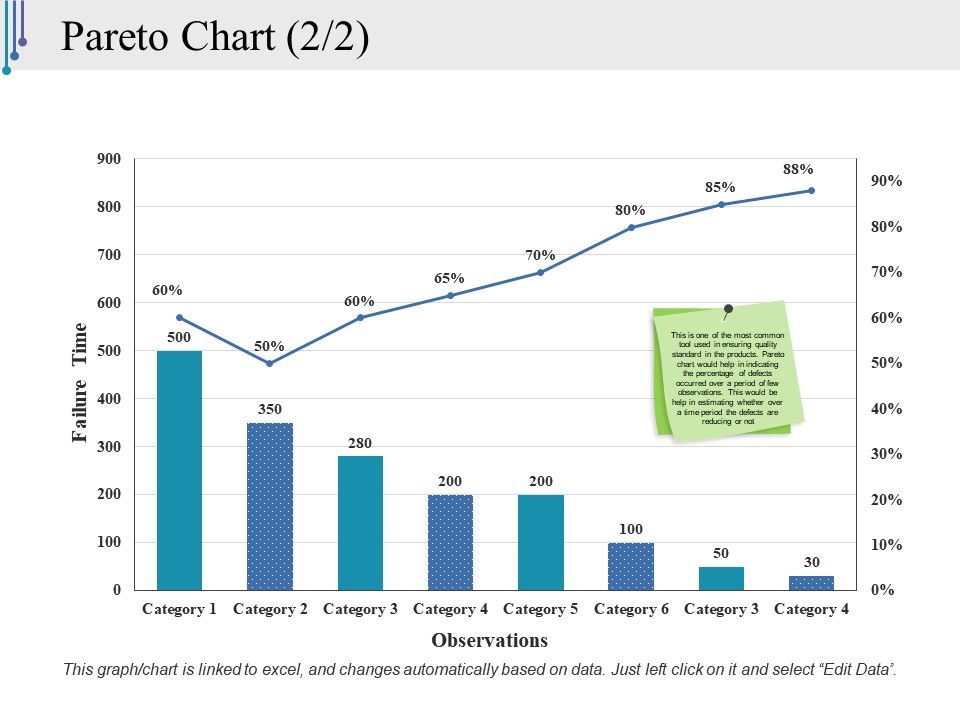 Pareto Chart (2/2)
900
800
700
600
500
400
300
200
100
0
Failure Time
60%
50%
60%
65%
70%
80%
85%
88%
500
350
280
200
200
100
50
30
90%
80%
70%
60%
50%
40%
30%
20%
10%
0%
This is one of the most common
tool used in ensuring quality
standard in the products. Pareto
chart would help in indicating
the percentage of defects
occurred over a period of few
observations. This would be
help in estimating whether over
a time period the defects are
reducing or not
Category 1 Category 2 Category 3 Category 4 Category 5 Category 6 Category 3 Category 4
Observations
This graph/chart is linked to excel, and changes automatically based on data. Just left click on it and select “Edit Data”.